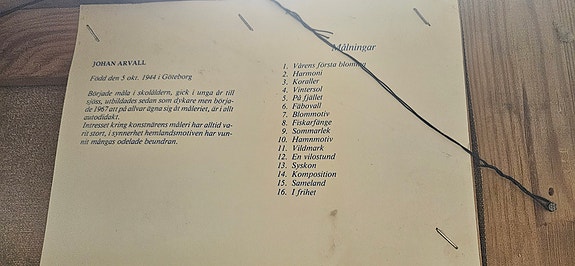 JOHAN ARVALL
Född den 5 okt. 1944 i Göteborg
Började måla i skolåldern, gick i unga år till
sjöss, utbildades sedan som dykare men börja-
de 1967 att på allvar ägna sig åt måleriet, är i allt
autodidakt.
Intresset kring konstnärens måleri har alltid va-
rit stort, i synnerhet hemlandsmotiven har vun-
nit mångas odelade beundran.
Målningar
1. Vårens första blomma
2. Harmoni
3. Koraller
4. Vintersol
5. På fjället
6. Fäbovall
7. Blommotiv
8. Fiskarfänge
9. Sommarlek
10. Hamnmotiv
11. Vildmark
12. En vilostund
13. Syskon
14. Komposition
15. Sameland
16. I frihet